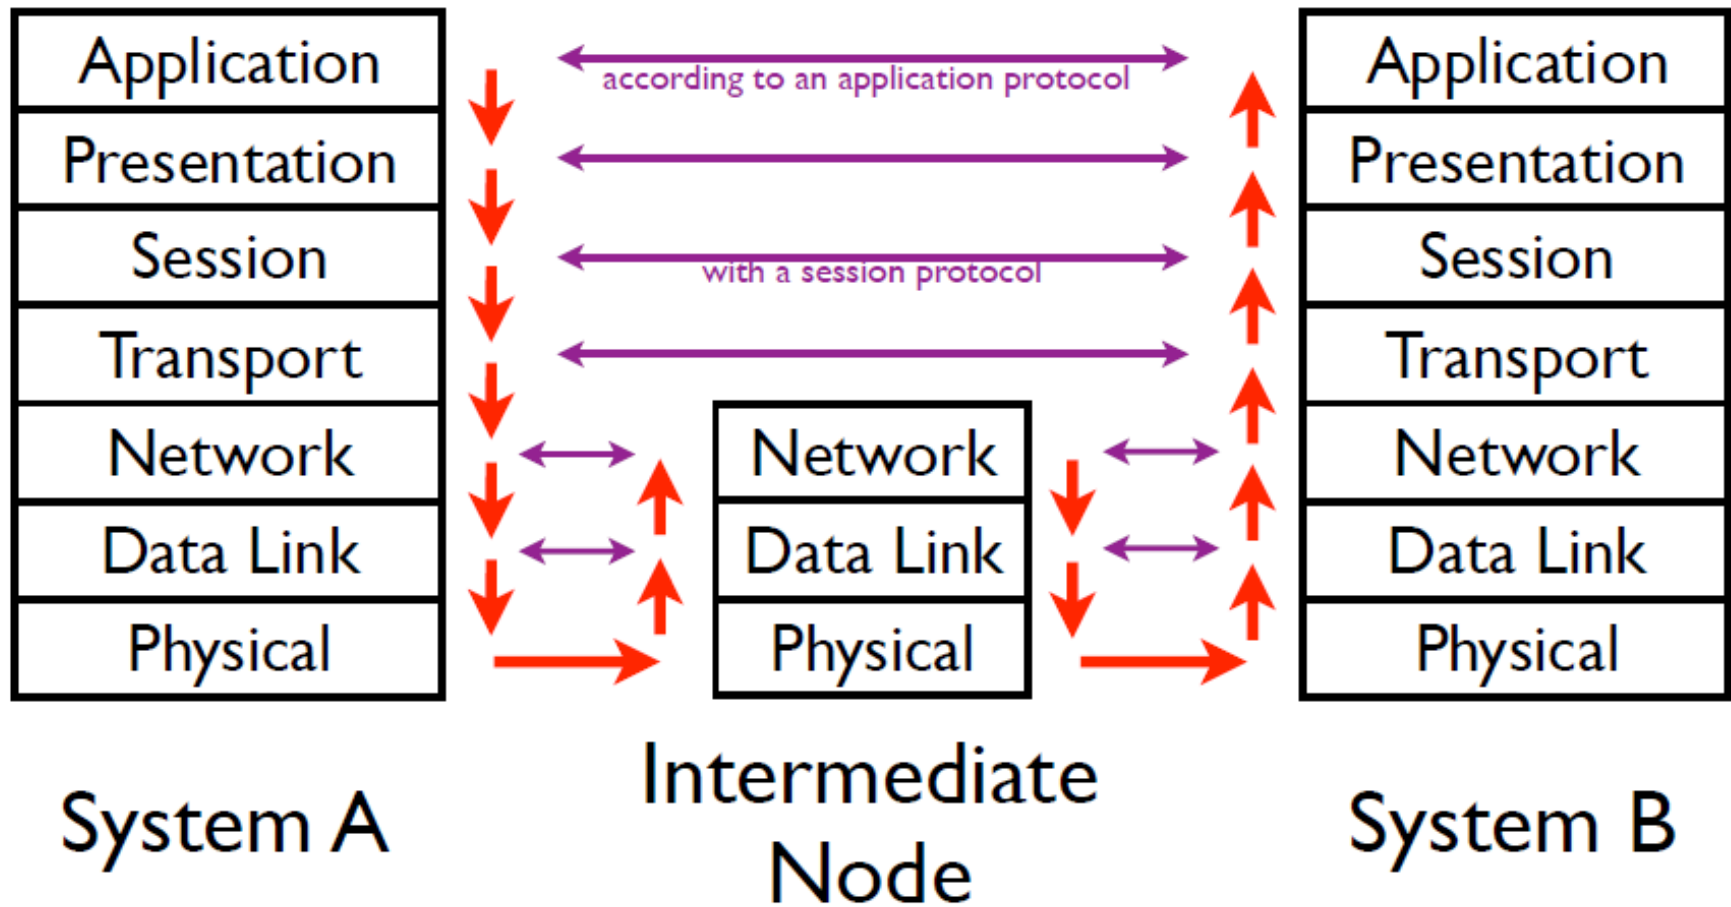 Application
Presentation
Session
Transport
Network
Data Link
Physical
System A
according to an application protocol
with a session protocol
Network
Data Link
Physical
Intermediate
Node
Application
Presentation
Session
Transport
Network
Data Link
Physical
System B